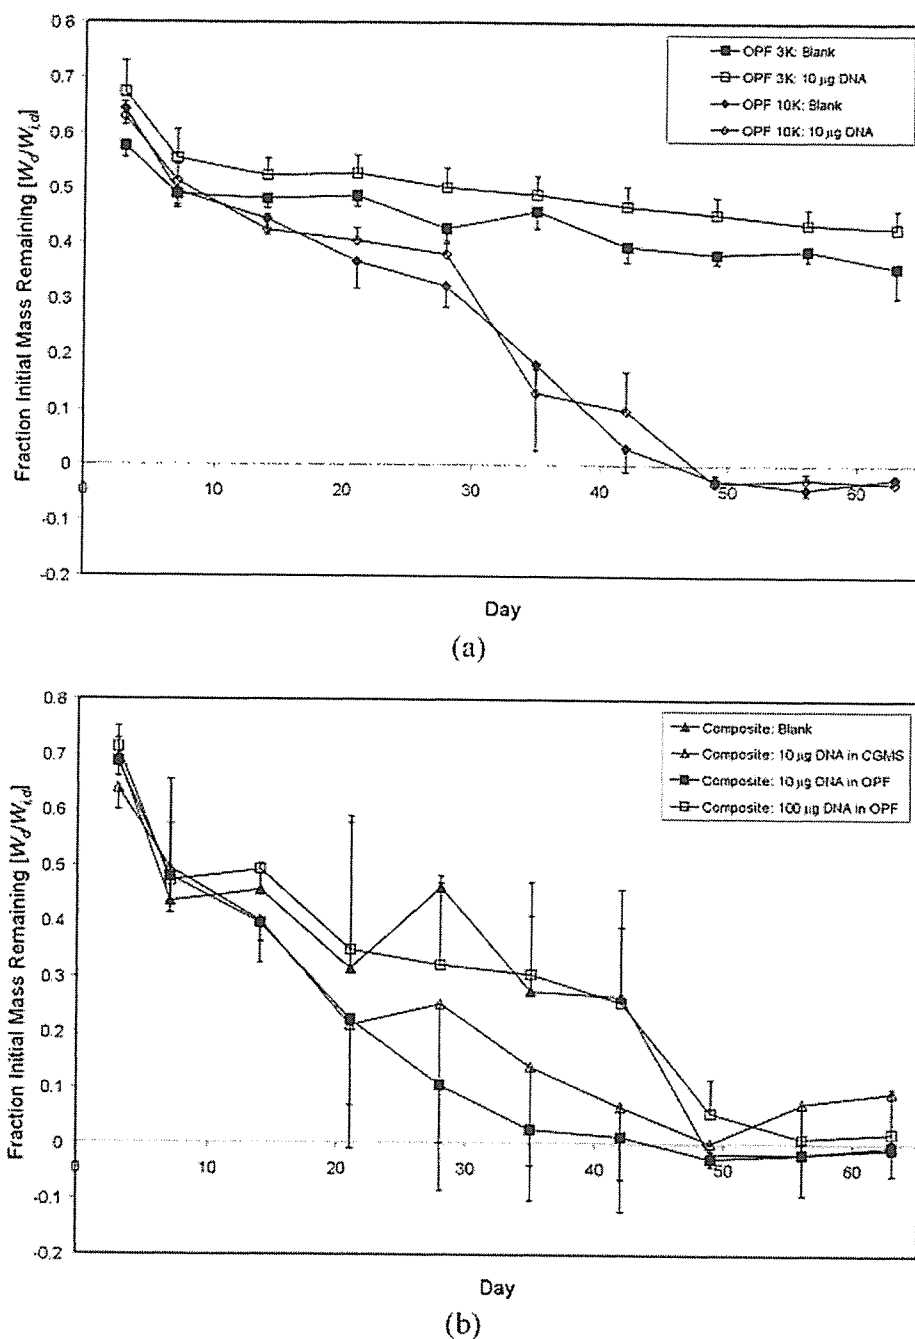 0.8
0.7
0.6
0.5
0.4
0.3
0.2
0.1
0
-0.1
-0.2
Fraction Initial Mass Remaining [Wd/Wi,d]
0
10
20
30
40
50
60
Day
OPF 3K: Blank
OPF 3K: 10 µg DNA
OPF 10K: Blank
OPF 10K: 10 µg DNA
(a)
0.8
0.7
0.6
0.5
0.4
0.3
0.2
0.1
0
-0.1
-0.2
Fraction Initial Mass Remaining [Wd/Wi,d]
0
10
20
30
40
50
60
Day
Composite: Blank
Composite: 10 µg DNA in CGMS
Composite: 10 µg DNA in OPF
Composite: 100 µg DNA in OPF
(b)